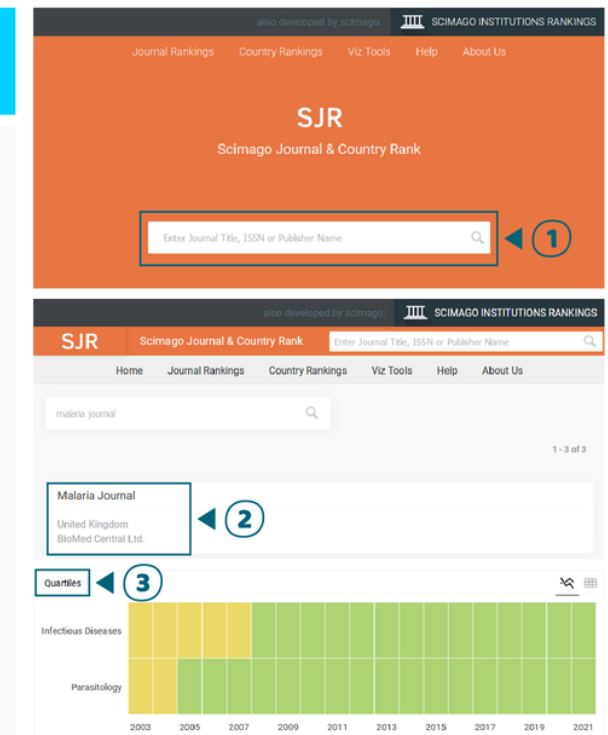 also developed by scimago: SCIMAGO INSTITUTIONS RANKINGS
Journal Rankings Country Rankings Viz Tools Help About Us
SJR
Scimago Journal & Country Rank
Enter Journal Title, ISSN or Publisher Name
1
also developed by scimago: SCIMAGO INSTITUTIONS RANKINGS
SJR Scimago Journal & Country Rank Enter Journal Title, ISSN or Publisher Name
Home Journal Rankings Country Rankings Viz Tools Help About Us
malaria journal
1 - 3 of 3
Malaria Journal
United Kingdom
BioMed Central Ltd.
2
Quartiles 3
Infectious Diseases
Parasitology
2003 2005 2007 2009 2011 2013 2015 2017 2019 2021